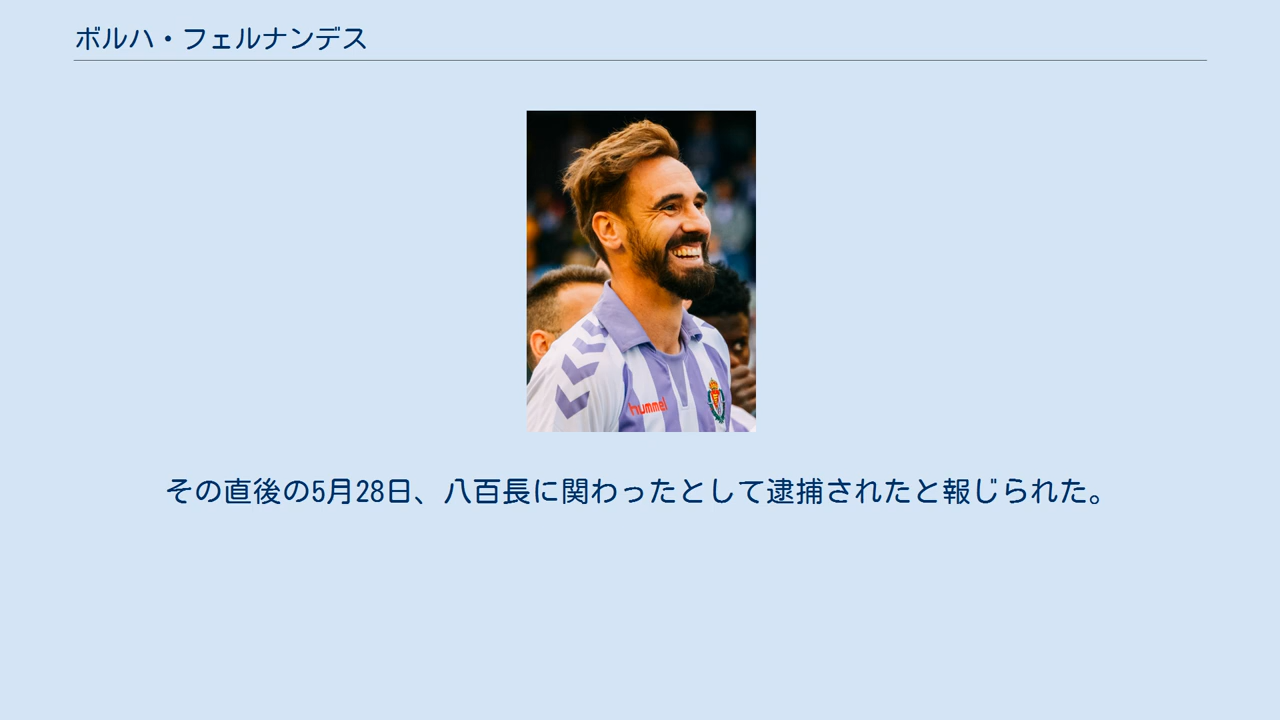 ボルハ・フェルナンデス
hummel
その直後の5月28日、八百長に関わったとして逮捕されたと報じられた。